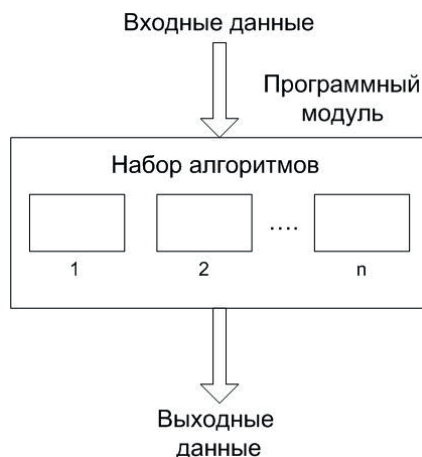 Входные данные
Программный
модуль
Набор алгоритмов
....
1 2 n
Выходные
данные